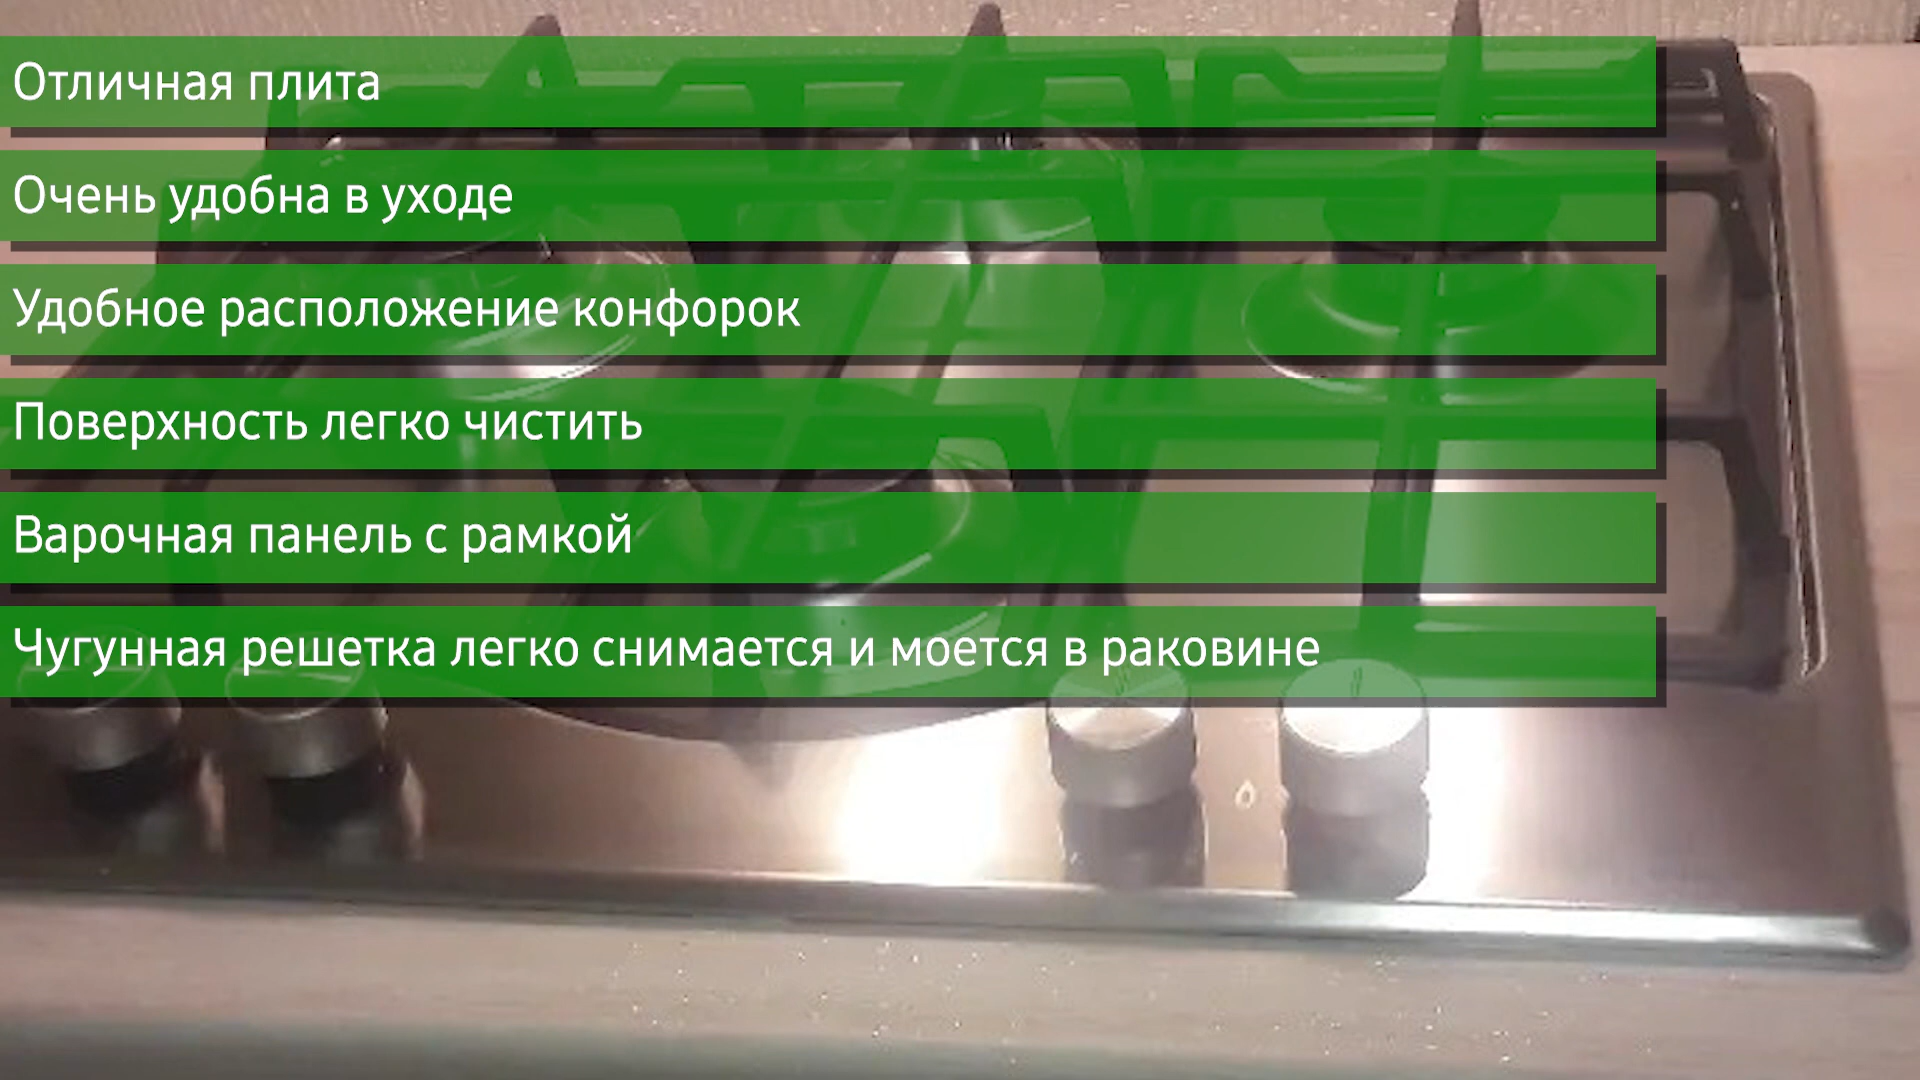 Отличная плита
Очень удобна в уходе
Удобное расположение конфорок
Поверхность легко чистить
Варочная панель с рамкой
Чугунная решетка легко снимается и моется в раковине